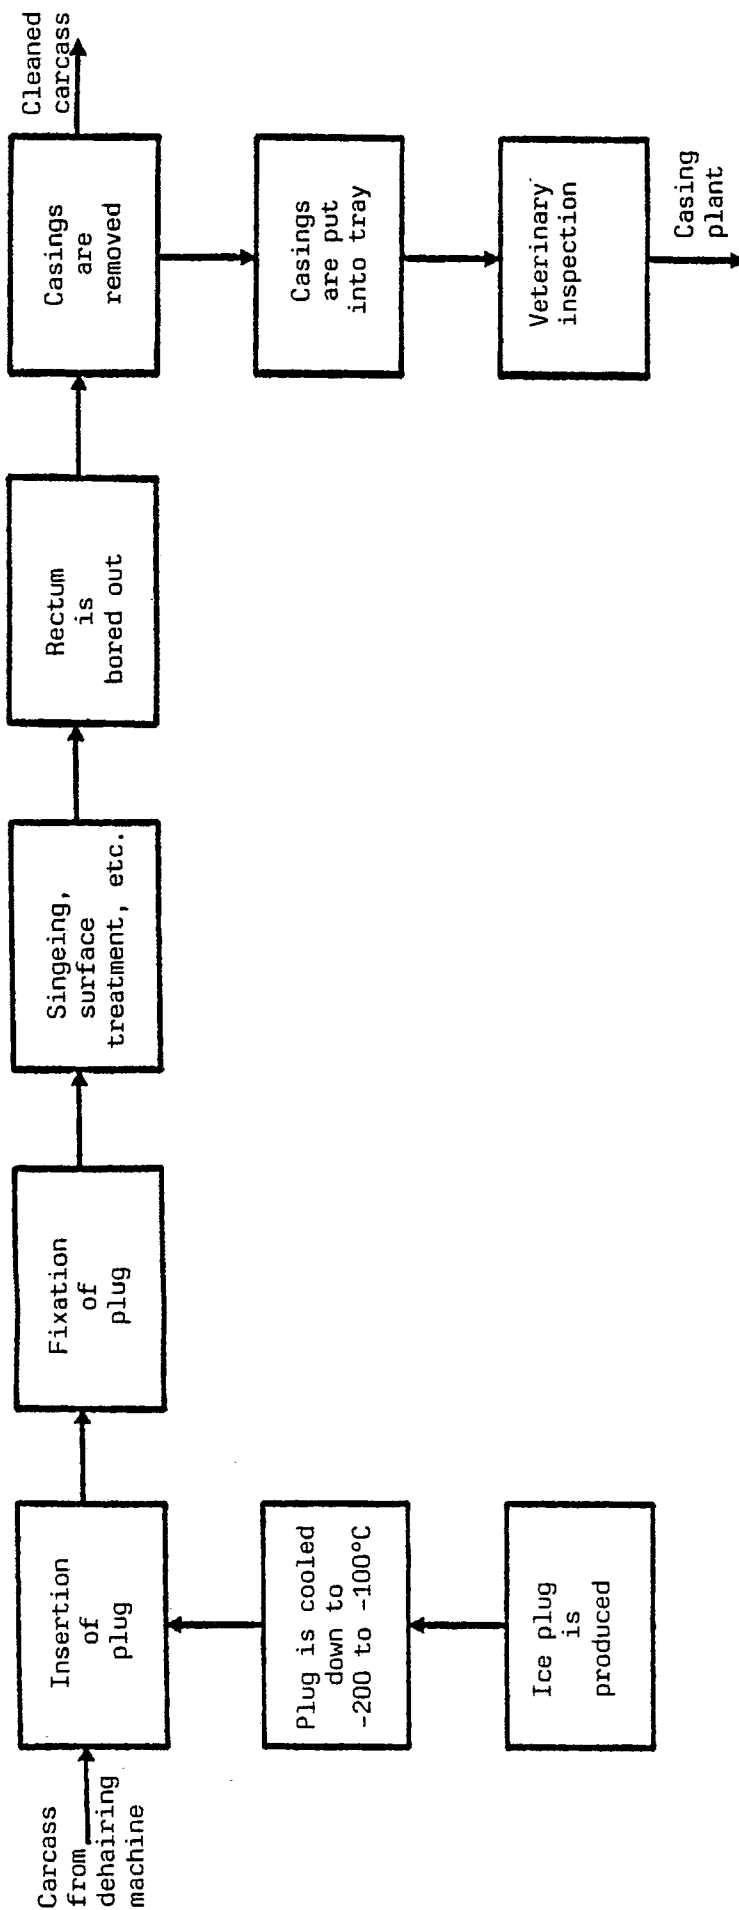 Carcass
from
dehairing
machine
Insertion
of
plug
Plug is cooled
down to
-200 to -100°C
Ice plug
is
produced
Fixation
of
plug
Singeing,
surface
treatment, etc.
Rectum
is
bored out
Casings
are
removed
Cleaned
carcass
Casings
are put
into tray
Veterinary
inspection
Casing
plant